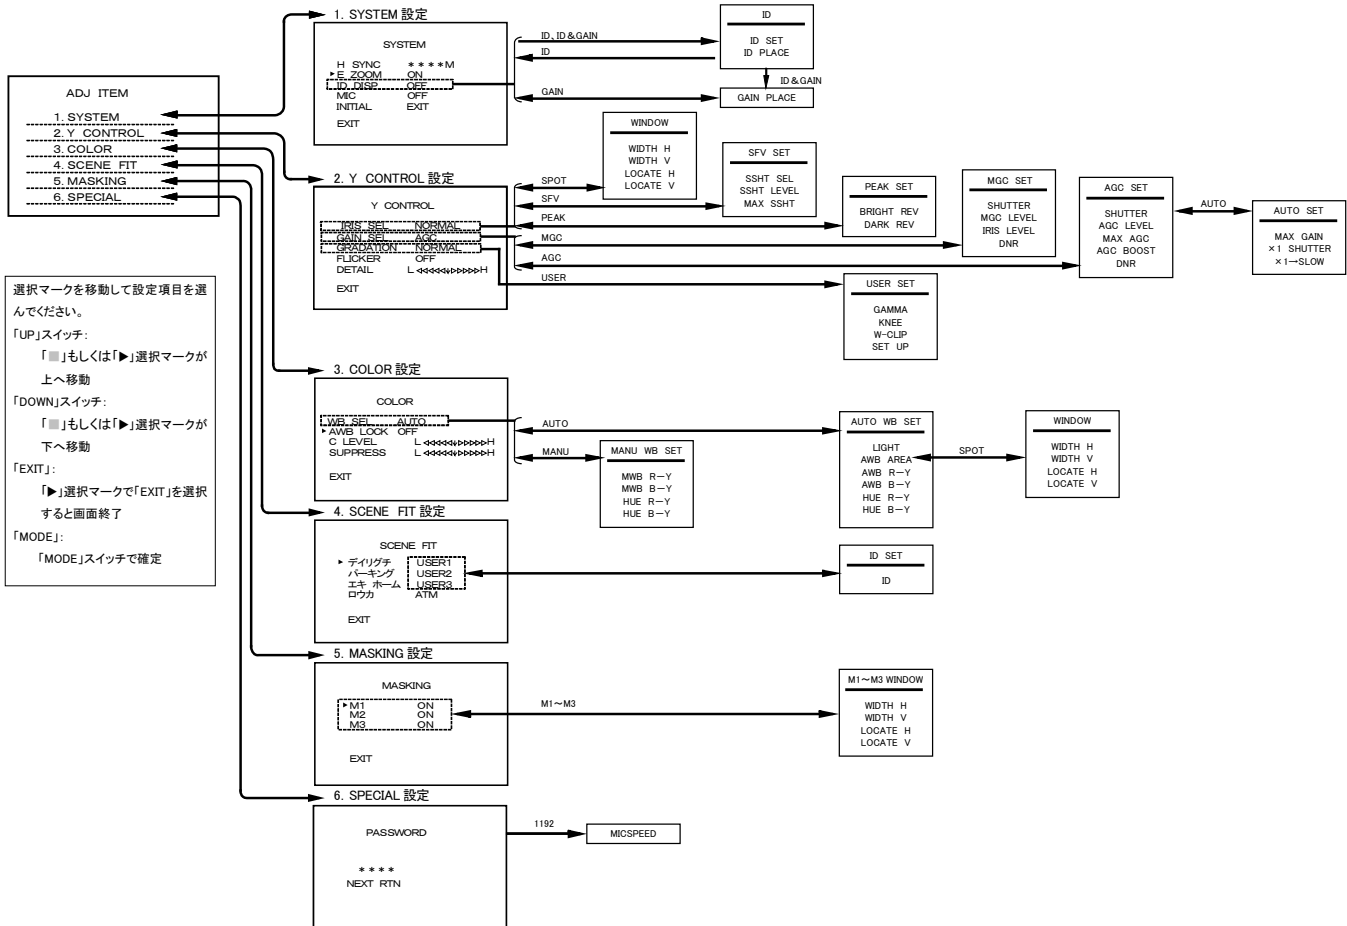 ADJ ITEM
1. SYSTEM
2. Y CONTROL
3. COLOR
4. SCENE FIT
5. MASKING
6. SPECIAL
選択マークを移動して設定項目を選
んでください。
「UP」スイッチ:
「■」もしくは「▶」選択マークが
上へ移動
「DOWN」スイッチ:
「■」もしくは「▶」選択マークが
下へ移動
「EXIT」:
「▶」選択マークで「EXIT」を選択
すると画面終了
「MODE」:
「MODE」スイッチで確定
1. SYSTEM 設定
SYSTEM
H SYNC ****M
▶E ZOOM ON
ID DISP OFF
MIC OFF
INITIAL EXIT
EXIT
ID、ID&GAIN
ID
GAIN
ID
ID SET
ID PLACE
ID&GAIN
GAIN PLACE
2. Y CONTROL 設定
Y CONTROL
IRIS SEL NORMAL
GAIN SEL AGC
GRADATION NORMAL
FLICKER OFF
DETAIL L H
EXIT
SPOT
SFV
PEAK
MGC
AGC
USER
WINDOW
WIDTH H
WIDTH V
LOCATE H
LOCATE V
SFV SET
SSHT SEL
SSHT LEVEL
MAX SSHT
PEAK SET
BRIGHT REV
DARK REV
MGC SET
SHUTTER
MGC LEVEL
IRIS LEVEL
DNR
AGC SET
SHUTTER
AGC LEVEL
MAX AGC
AGC BOOST
DNR
AUTO
AUTO SET
MAX GAIN
×1 SHUTTER
×1→SLOW
USER SET
GAMMA
KNEE
W-CLIP
SET UP
3. COLOR 設定
COLOR
WB SEL AUTO
▶AWB LOCK OFF
C LEVEL L H
SUPPRESS L H
EXIT
AUTO
MANU
MANU WB SET
MWB R－Y
MWB B－Y
HUE R－Y
HUE B－Y
AUTO WB SET
LIGHT
AWB AREA
AWB R－Y
AWB B－Y
HUE R－Y
HUE B－Y
SPOT
WINDOW
WIDTH H
WIDTH V
LOCATE H
LOCATE V
4. SCENE FIT 設定
SCENE FIT
▶ デイリグチ USER1
パーキング USER2
エキ ホーム USER3
ロウカ ATM
EXIT
ID SET
ID
5. MASKING 設定
MASKING
▶M1 ON
M2 ON
M3 ON
EXIT
M1～M3
M1～M3 WINDOW
WIDTH H
WIDTH V
LOCATE H
LOCATE V
6. SPECIAL 設定
PASSWORD
****
NEXT RTN
1192
MICSPEED